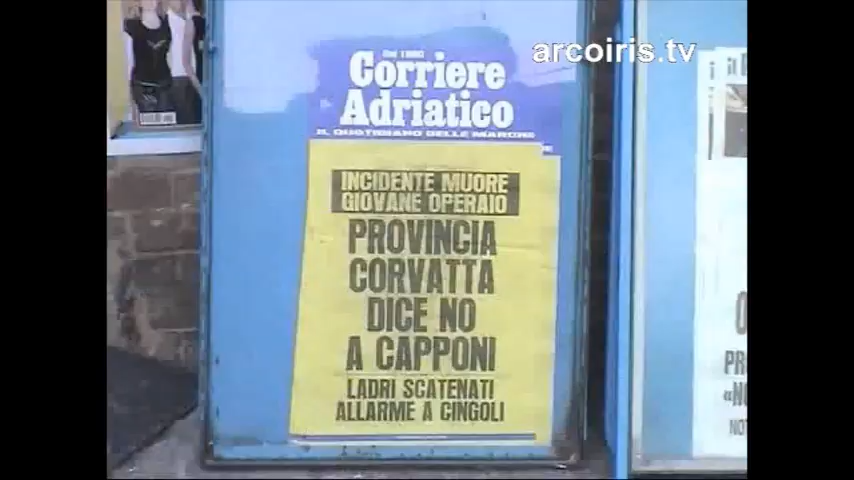 arcoiris.tv
Corriere
Adriatico
IL QUOTIDIANO DELLE MARCHE
INCIDENTE MUORE
GIOVANE OPERAIO
PROVINCIA
CORVATTA
DICE NO
A CAPPONI
LADRI SCATENATI
ALLARME A CINGOLI